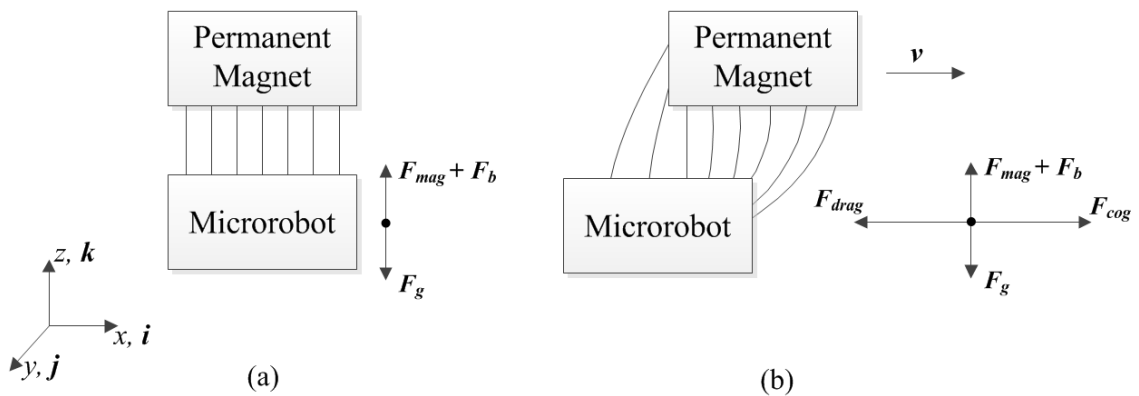 Permanent
Magnet
Microrobot
F_mag + F_b
F_g
z, k
x, i
y, j
(a)
Permanent
Magnet
v
Microrobot
F_mag + F_b
F_drag
F_cog
F_g
(b)